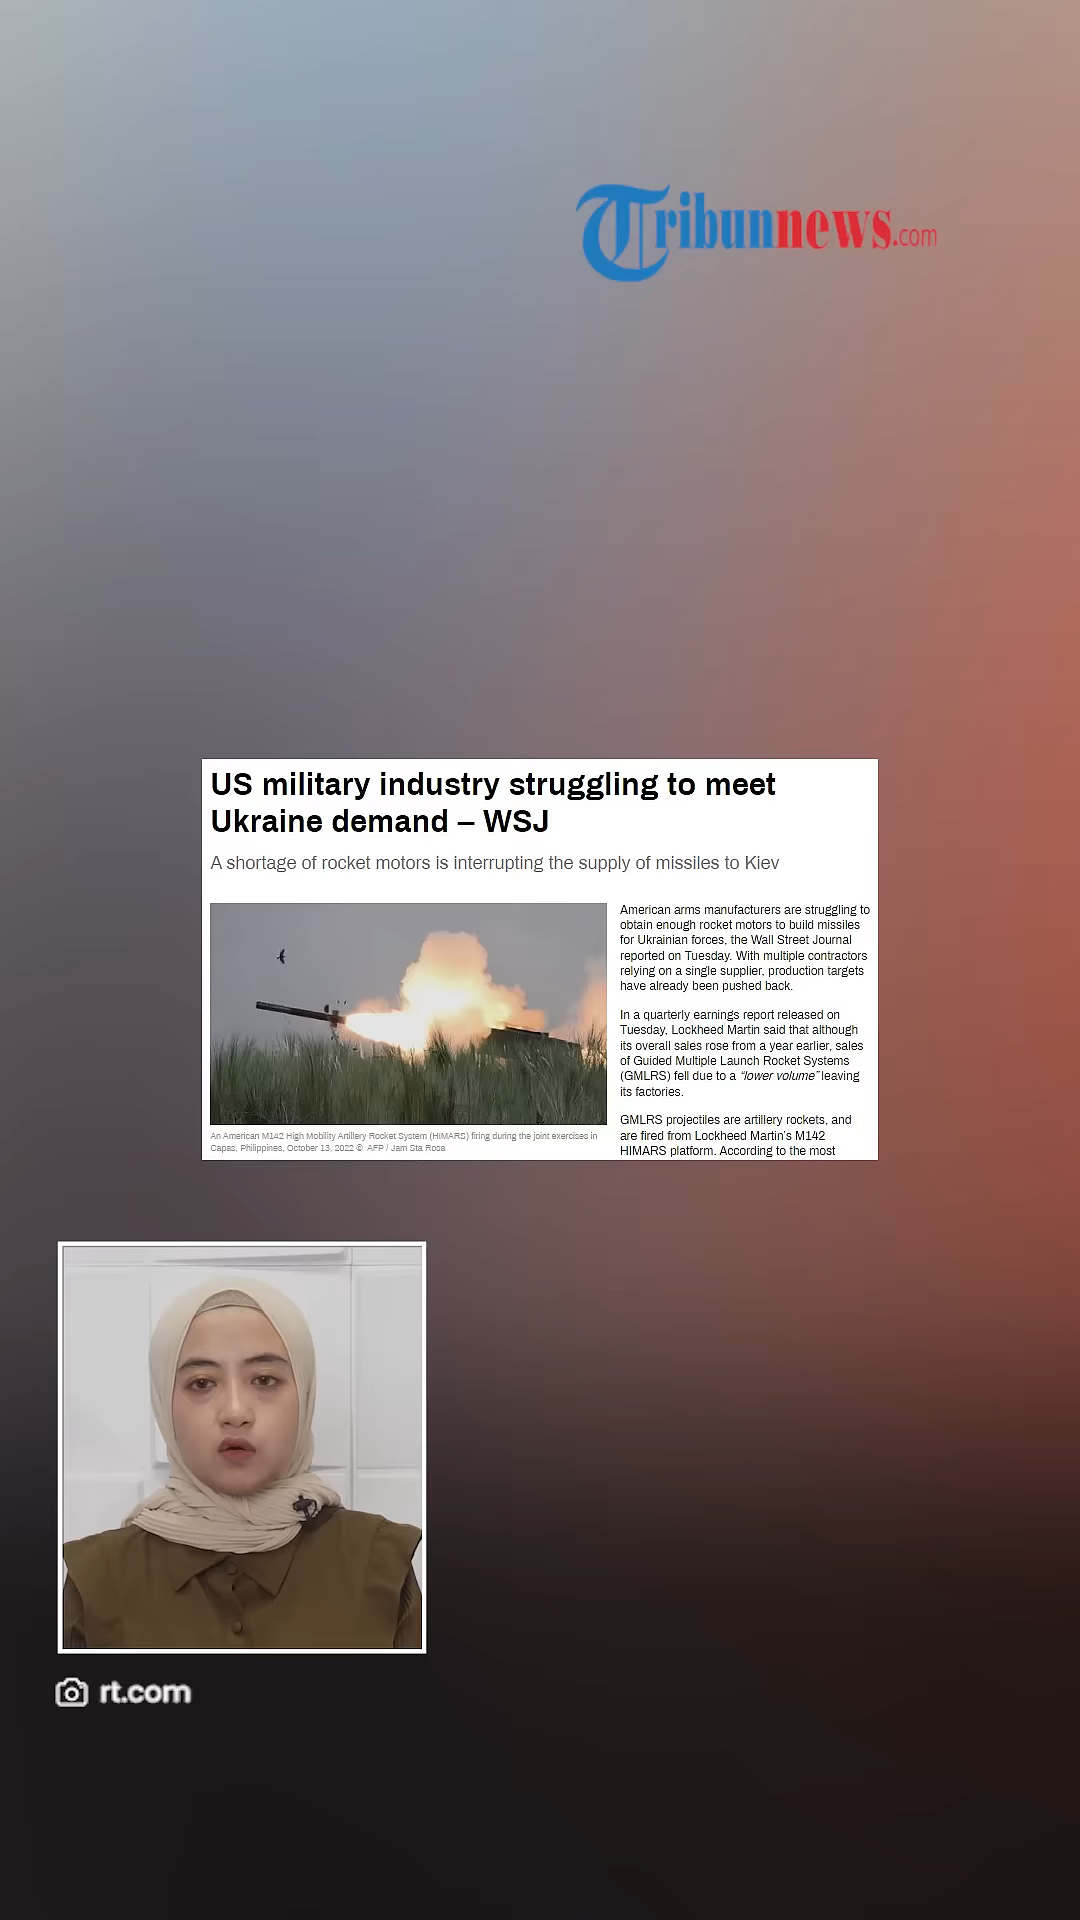 Tribunnews.com
US military industry struggling to meet
Ukraine demand – WSJ
A shortage of rocket motors is interrupting the supply of missiles to Kiev
American arms manufacturers are struggling to
obtain enough rocket motors to build missiles
for Ukrainian forces, the Wall Street Journal
reported on Tuesday. With multiple contractors
relying on a single supplier, production targets
have already been pushed back.
In a quarterly earnings report released on
Tuesday, Lockheed Martin said that although
its overall sales rose from a year earlier, sales
of Guided Multiple Launch Rocket Systems
(GMLRS) fell due to a “lower volume” leaving
its factories.
GMLRS projectiles are artillery rockets, and
are fired from Lockheed Martin’s M142
HIMARS platform. According to the most
An American M142 High Mobility Artillery Rocket System (HIMARS) firing during the joint exercises in
Capas, Philippines, October 13, 2022 © AFP / Jam Sta Rosa
rt.com